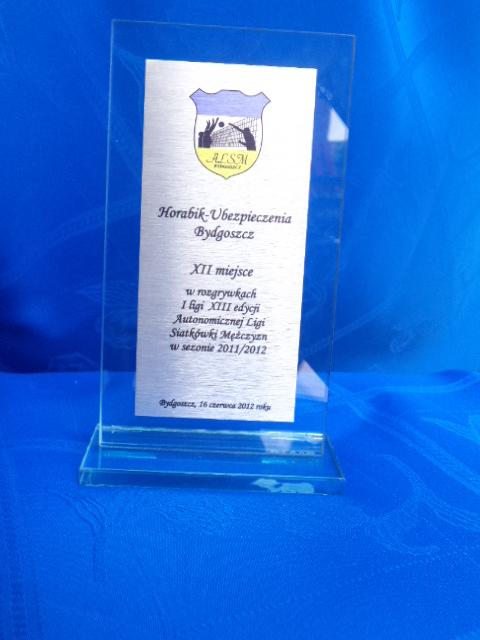 A.L.S.M
BYDGOSZCZ
Horabik-Ubezpieczenia
Bydgoszcz
XII miejsce
w rozgrywkach
I ligi XIII edycji
Autonomicznej Ligi
Siatkówki Mężczyzn
w sezonie 2011/2012
Bydgoszcz, 16 czerwca 2012 roku